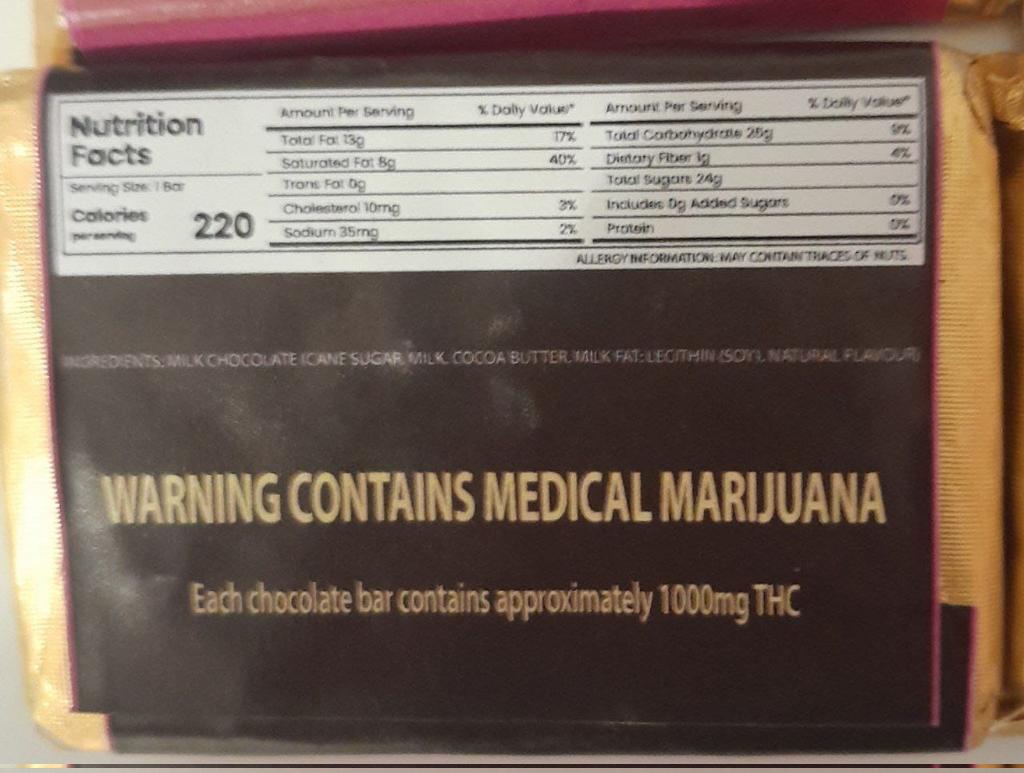 Nutrition Facts
Serving Size: 1 Bar
Calories per serving 220
Amount Per Serving % Daily Value*
Total Fat 13g 17%
Saturated Fat 8g 40%
Trans Fat 0g
Cholesterol 10mg 3%
Sodium 35mg 2%
Amount Per Serving % Daily Value*
Total Carbohydrate 25g 9%
Dietary Fiber 1g 4%
Total Sugars 24g
Includes 0g Added Sugars 0%
Protein 0%
ALLERGY INFORMATION: MAY CONTAIN TRACES OF NUTS.
INGREDIENTS: MILK CHOCOLATE (CANE SUGAR, MILK, COCOA BUTTER, MILK FAT: LECITHIN (SOY), NATURAL FLAVOUR)
WARNING CONTAINS MEDICAL MARIJUANA
Each chocolate bar contains approximately 1000mg THC